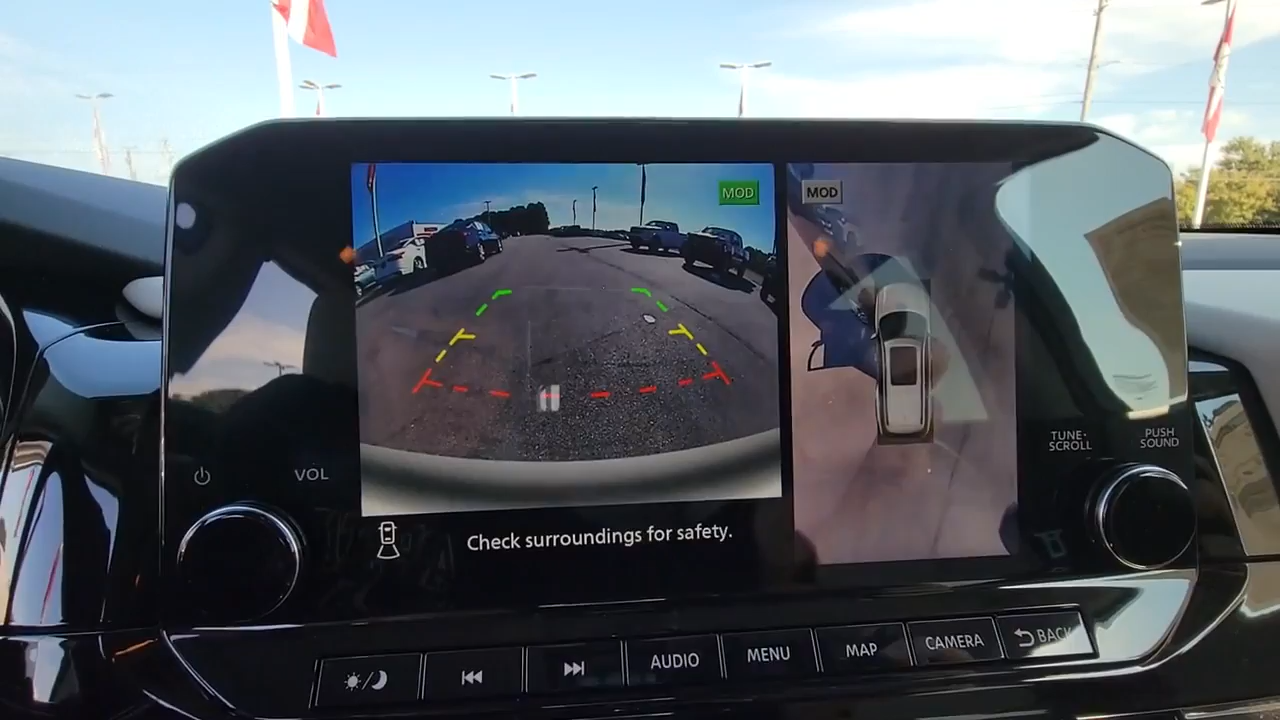 MOD
MOD
TUNE·
SCROLL
PUSH
SOUND
VOL
Check surroundings for safety.
AUDIO
MENU
MAP
CAMERA
BACK